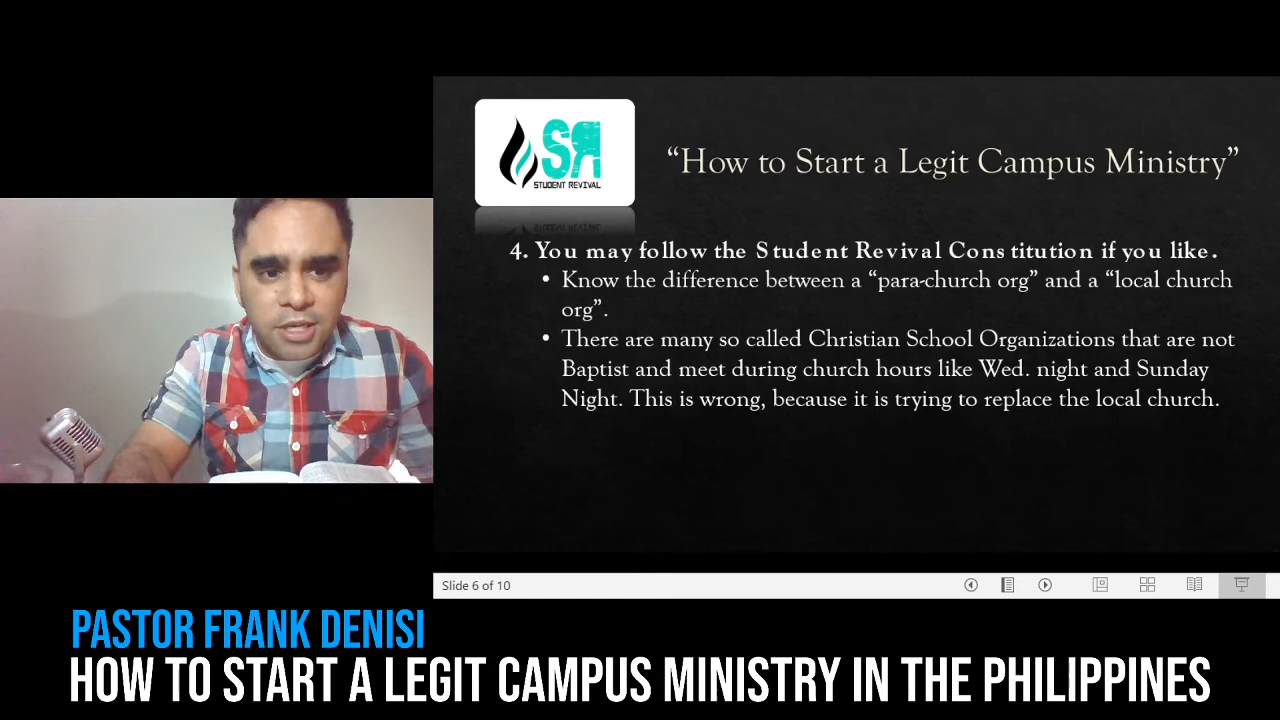 SR
STUDENT REVIVAL
“How to Start a Legit Campus Ministry”
4. You may follow the Student Revival Constitution if you like.
• Know the difference between a “para-church org” and a “local church
org”.
• There are many so called Christian School Organizations that are not
Baptist and meet during church hours like Wed. night and Sunday
Night. This is wrong, because it is trying to replace the local church.
Slide 6 of 10
PASTOR FRANK DENISI
HOW TO START A LEGIT CAMPUS MINISTRY IN THE PHILIPPINES